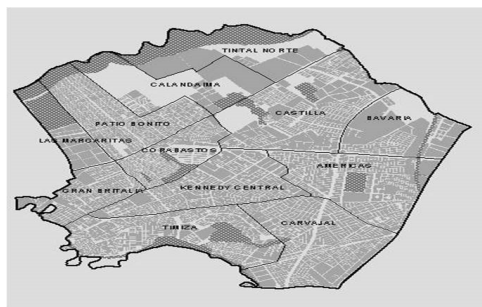 TINTAL NORTE
CALANDAIMA
CASTILLA
BAVARIA
PATIO BONITO
LAS MARGARITAS
CORABASTOS
AMERICAS
GRAN BRITALIA
KENNEDY CENTRAL
TIMIZA
CARVAJAL